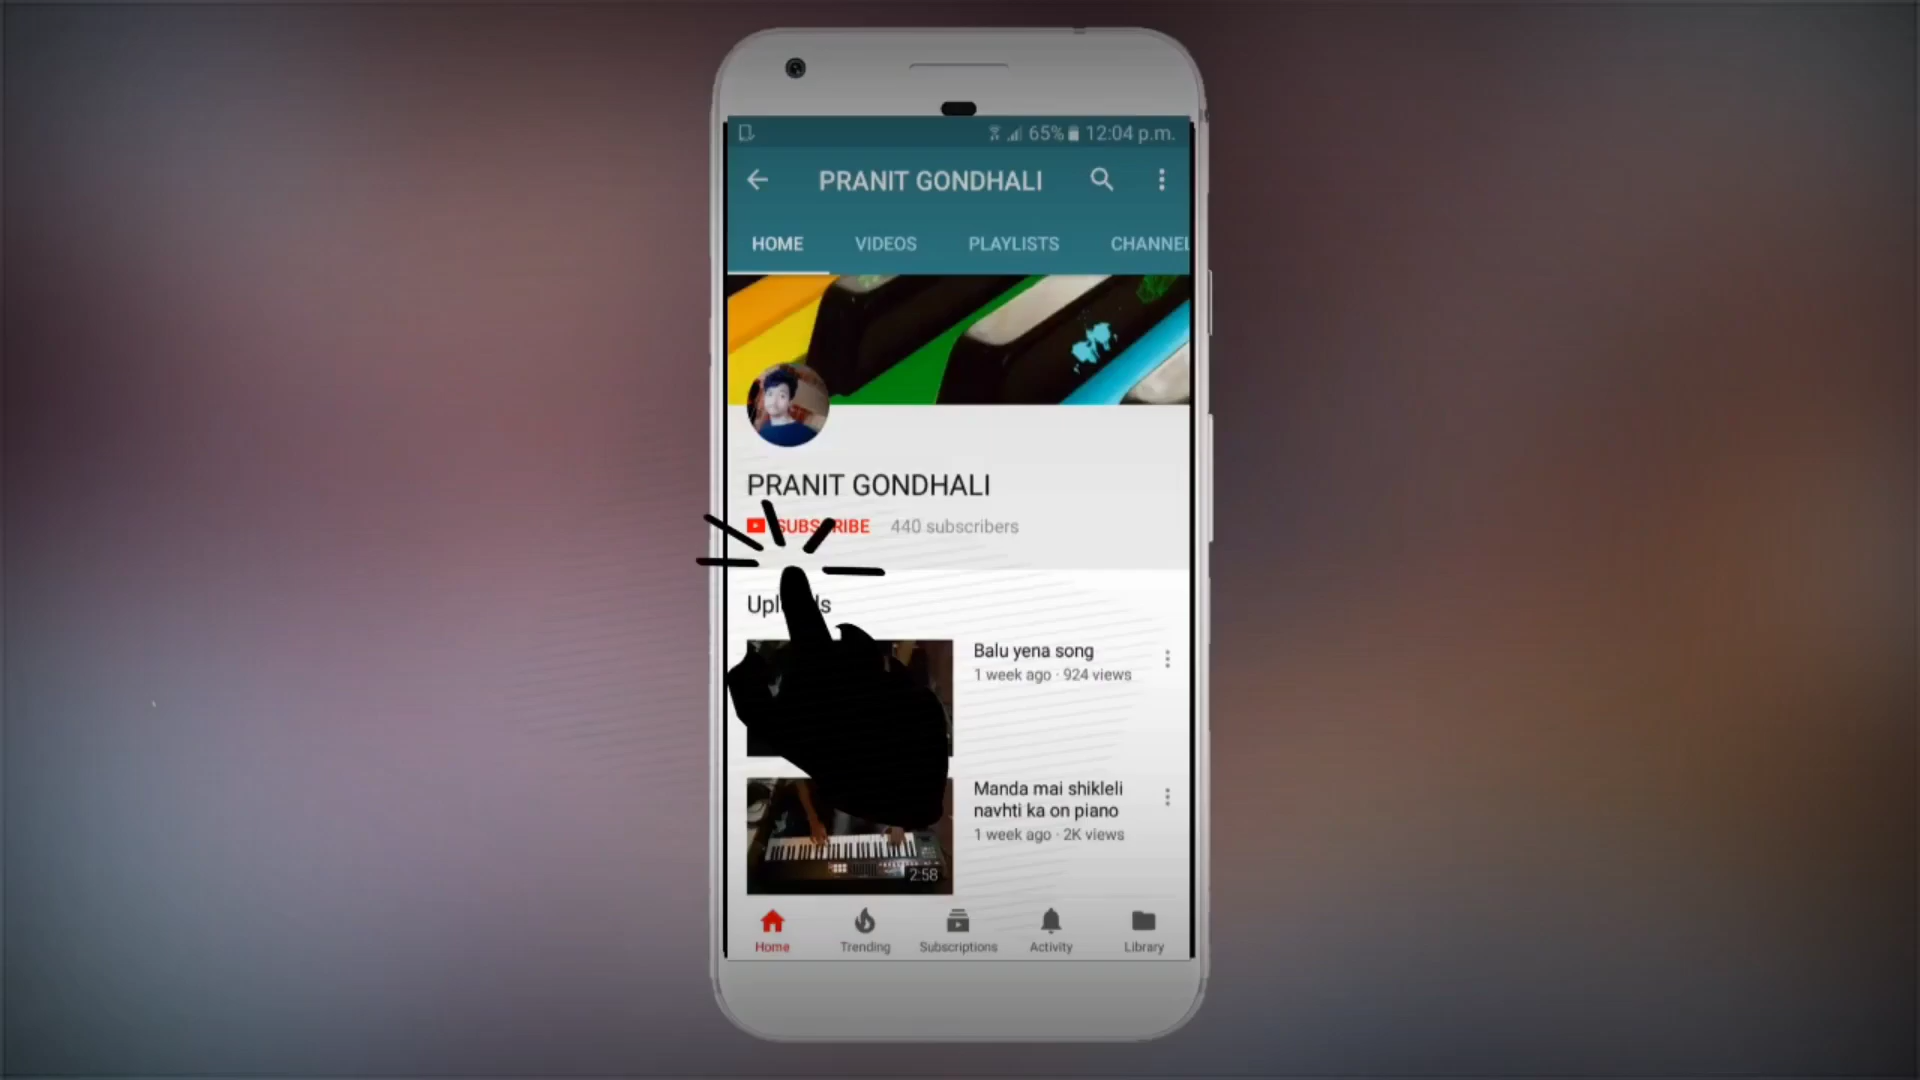 65% 12:04 p.m.
PRANIT GONDHALI
HOME VIDEOS PLAYLISTS CHANNEL
PRANIT GONDHALI
SUBSCRIBE 440 subscribers
Uploads
Balu yena song
1 week ago · 924 views
Manda mai shikleli
navhti ka on piano
1 week ago · 2K views
2:58
Home Trending Subscriptions Activity Library